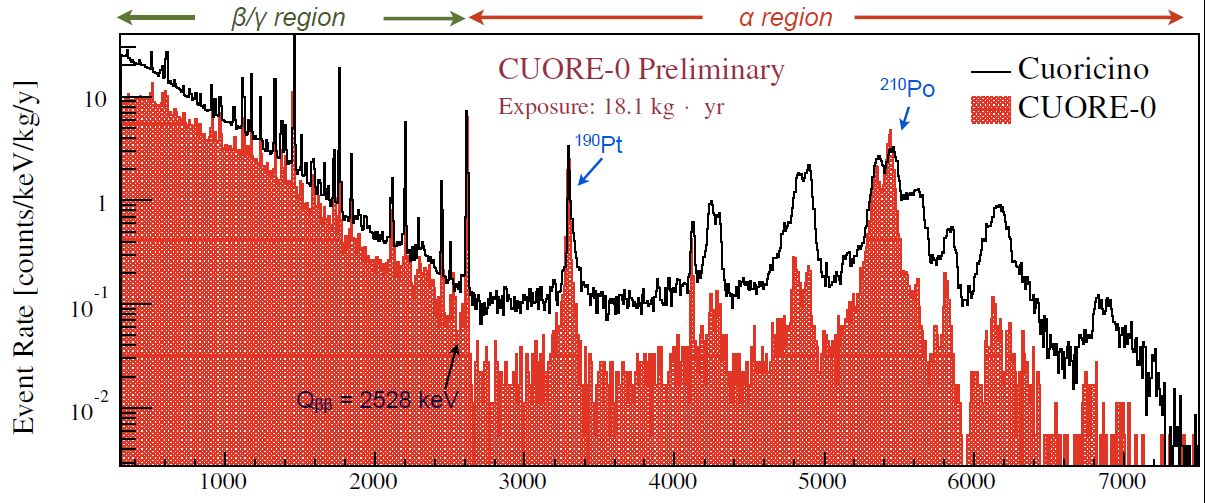 β/γ region α region
CUORE-0 Preliminary
Exposure: 18.1 kg · yr
Cuoricino
CUORE-0
²¹⁰Po
¹⁹⁰Pt
Qββ = 2528 keV
Event Rate [counts/keV/kg/y]
10
1
10⁻¹
10⁻²
1000 2000 3000 4000 5000 6000 7000